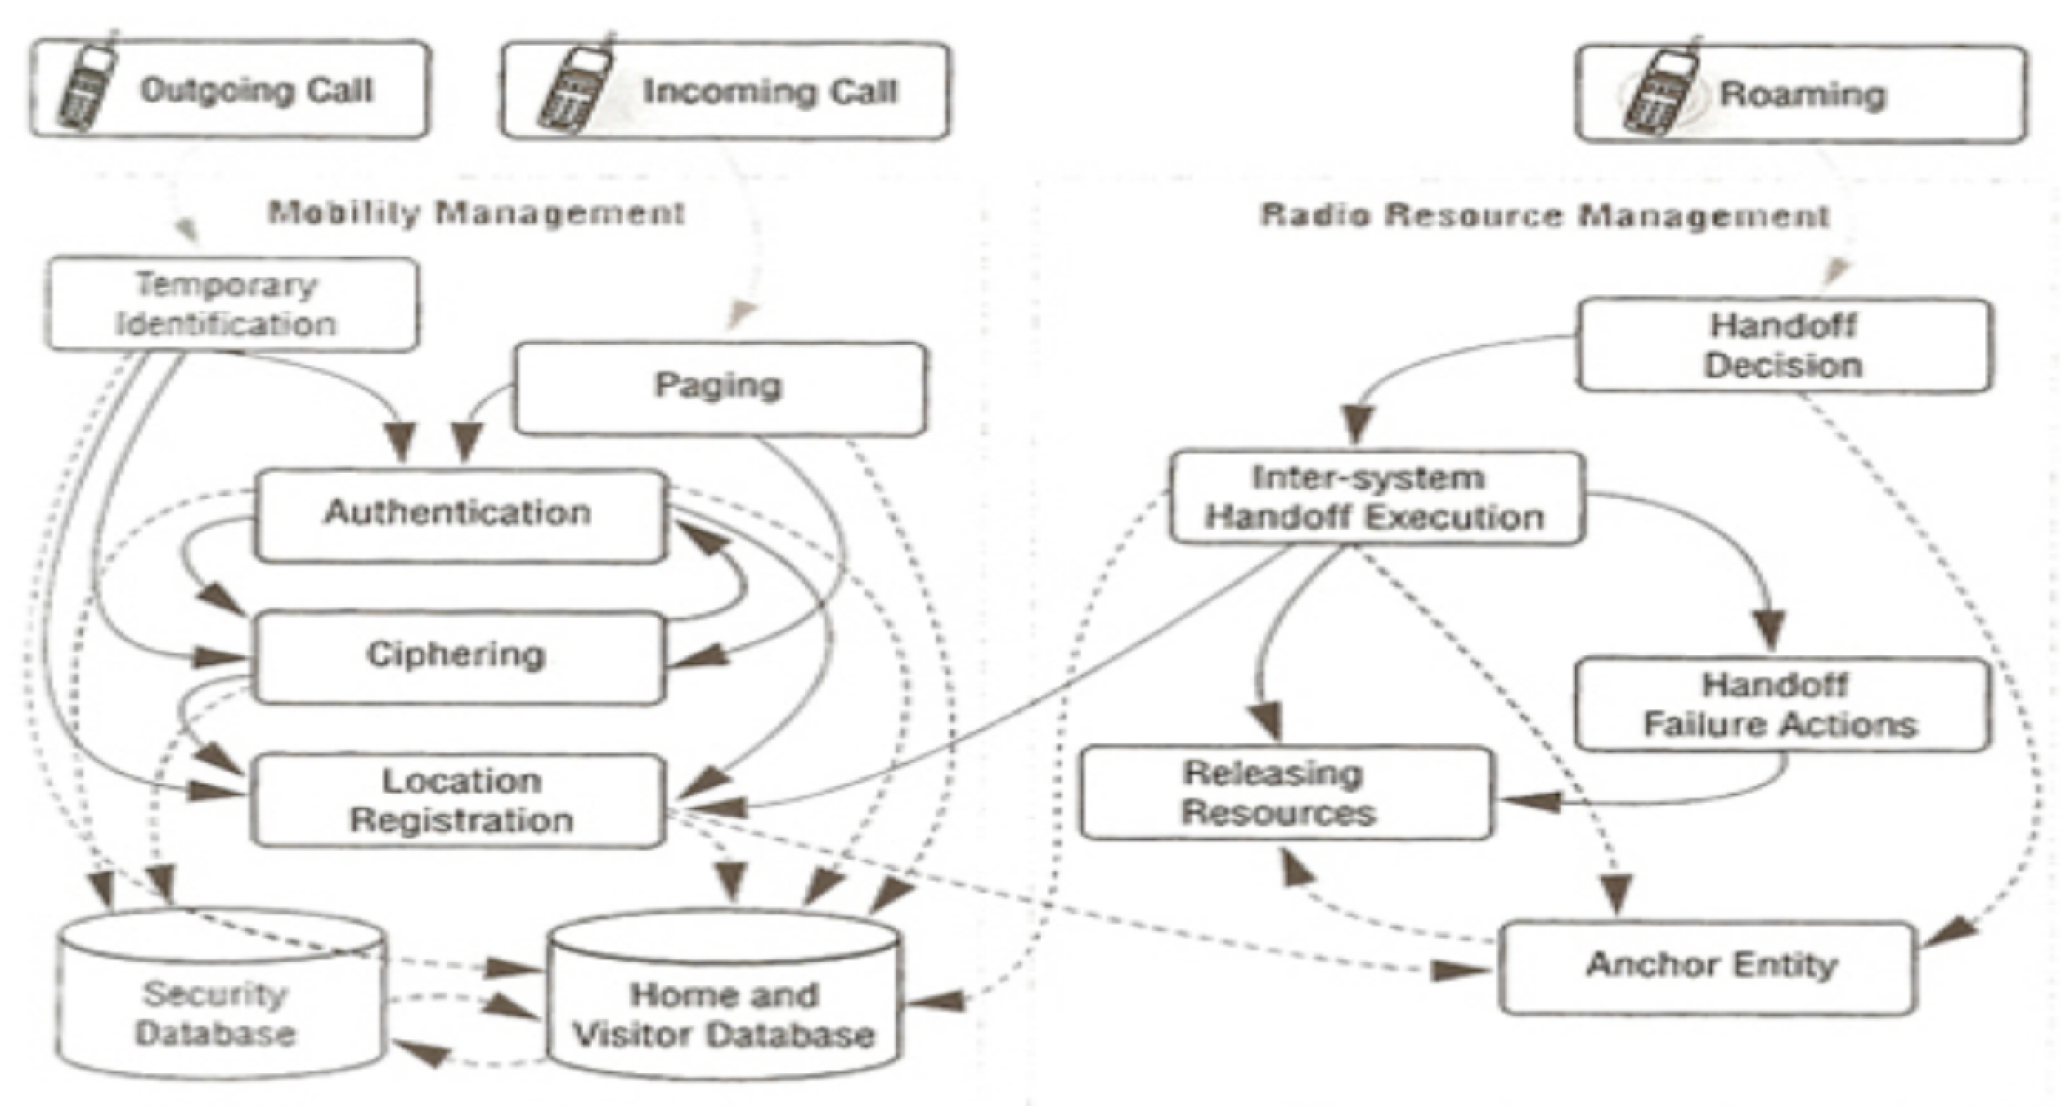 Outgoing Call
Incoming Call
Roaming
Mobility Management
Radio Resource Management
Temporary
Identification
Paging
Handoff
Decision
Authentication
Inter-system
Handoff Execution
Ciphering
Handoff
Failure Actions
Location
Registration
Releasing
Resources
Security
Database
Home and
Visitor Database
Anchor Entity